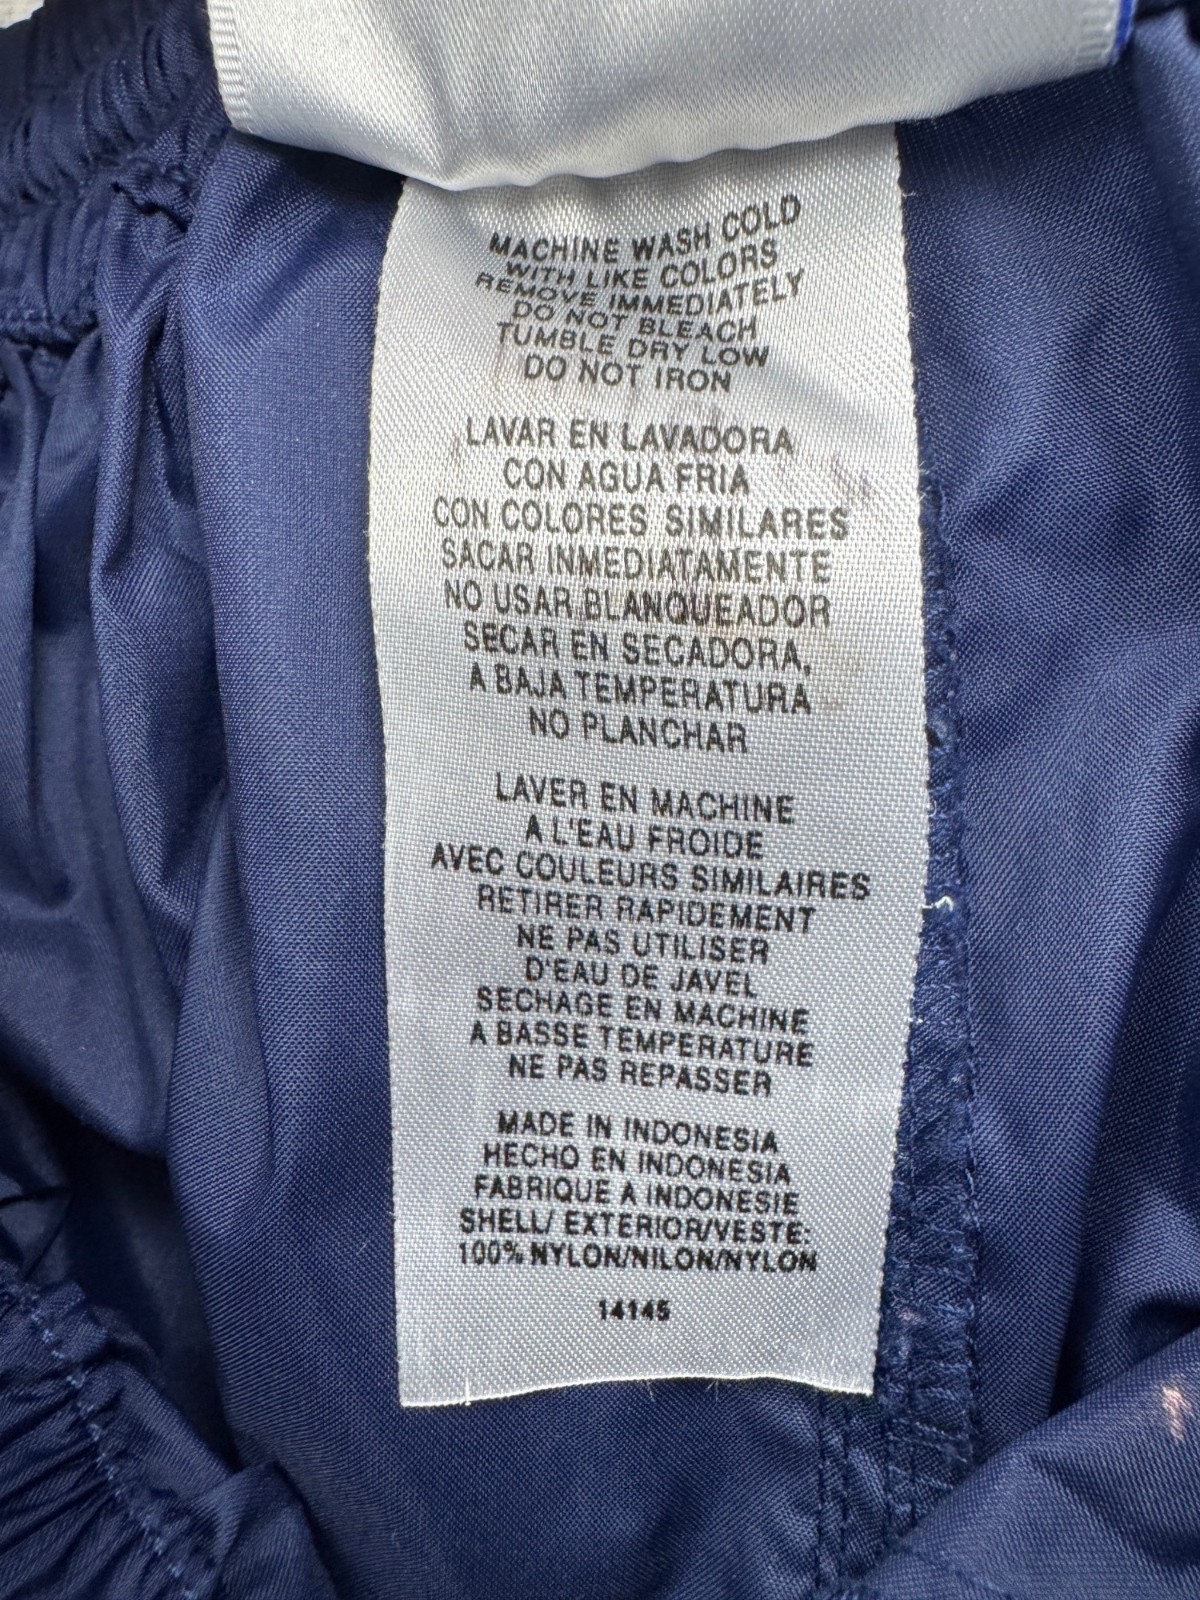 MACHINE WASH COLD
WITH LIKE COLORS
REMOVE IMMEDIATELY
DO NOT BLEACH
TUMBLE DRY LOW
DO NOT IRON
LAVAR EN LAVADORA
CON AGUA FRIA
CON COLORES SIMILARES
SACAR INMEDIATAMENTE
NO USAR BLANQUEADOR
SECAR EN SECADORA,
A BAJA TEMPERATURA
NO PLANCHAR
LAVER EN MACHINE
A L'EAU FROIDE
AVEC COULEURS SIMILAIRES
RETIRER RAPIDEMENT
NE PAS UTILISER
D'EAU DE JAVEL
SECHAGE EN MACHINE
A BASSE TEMPERATURE
NE PAS REPASSER
MADE IN INDONESIA
HECHO EN INDONESIA
FABRIQUE A INDONESIE
SHELL/ EXTERIOR/VESTE:
100% NYLON/NILON/NYLON
14145